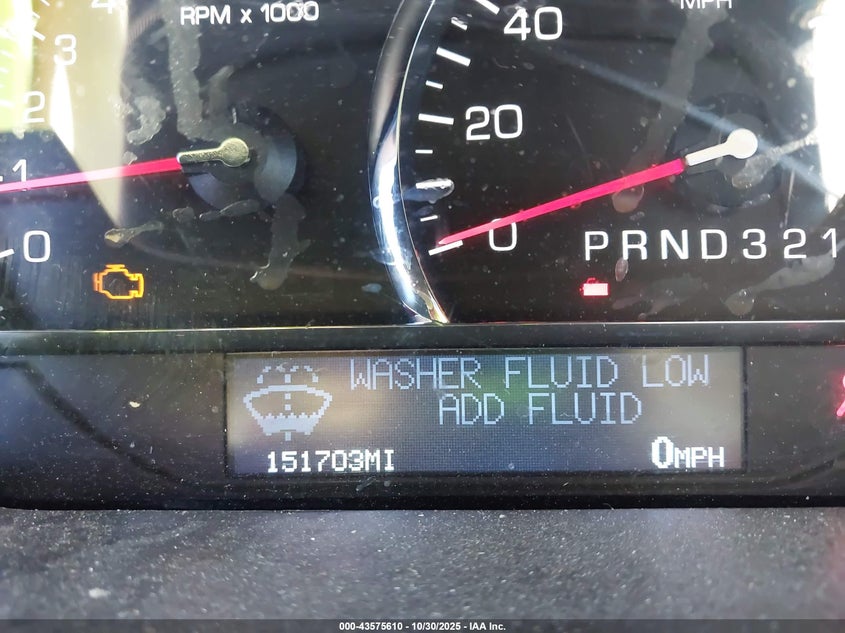 4
RPM x 1000
3
2
1
0
MPH
40
20
0
PRND321
WASHER FLUID LOW
ADD FLUID
151703MI
0MPH
000-43575610 - 10/30/2025 - IAA Inc.